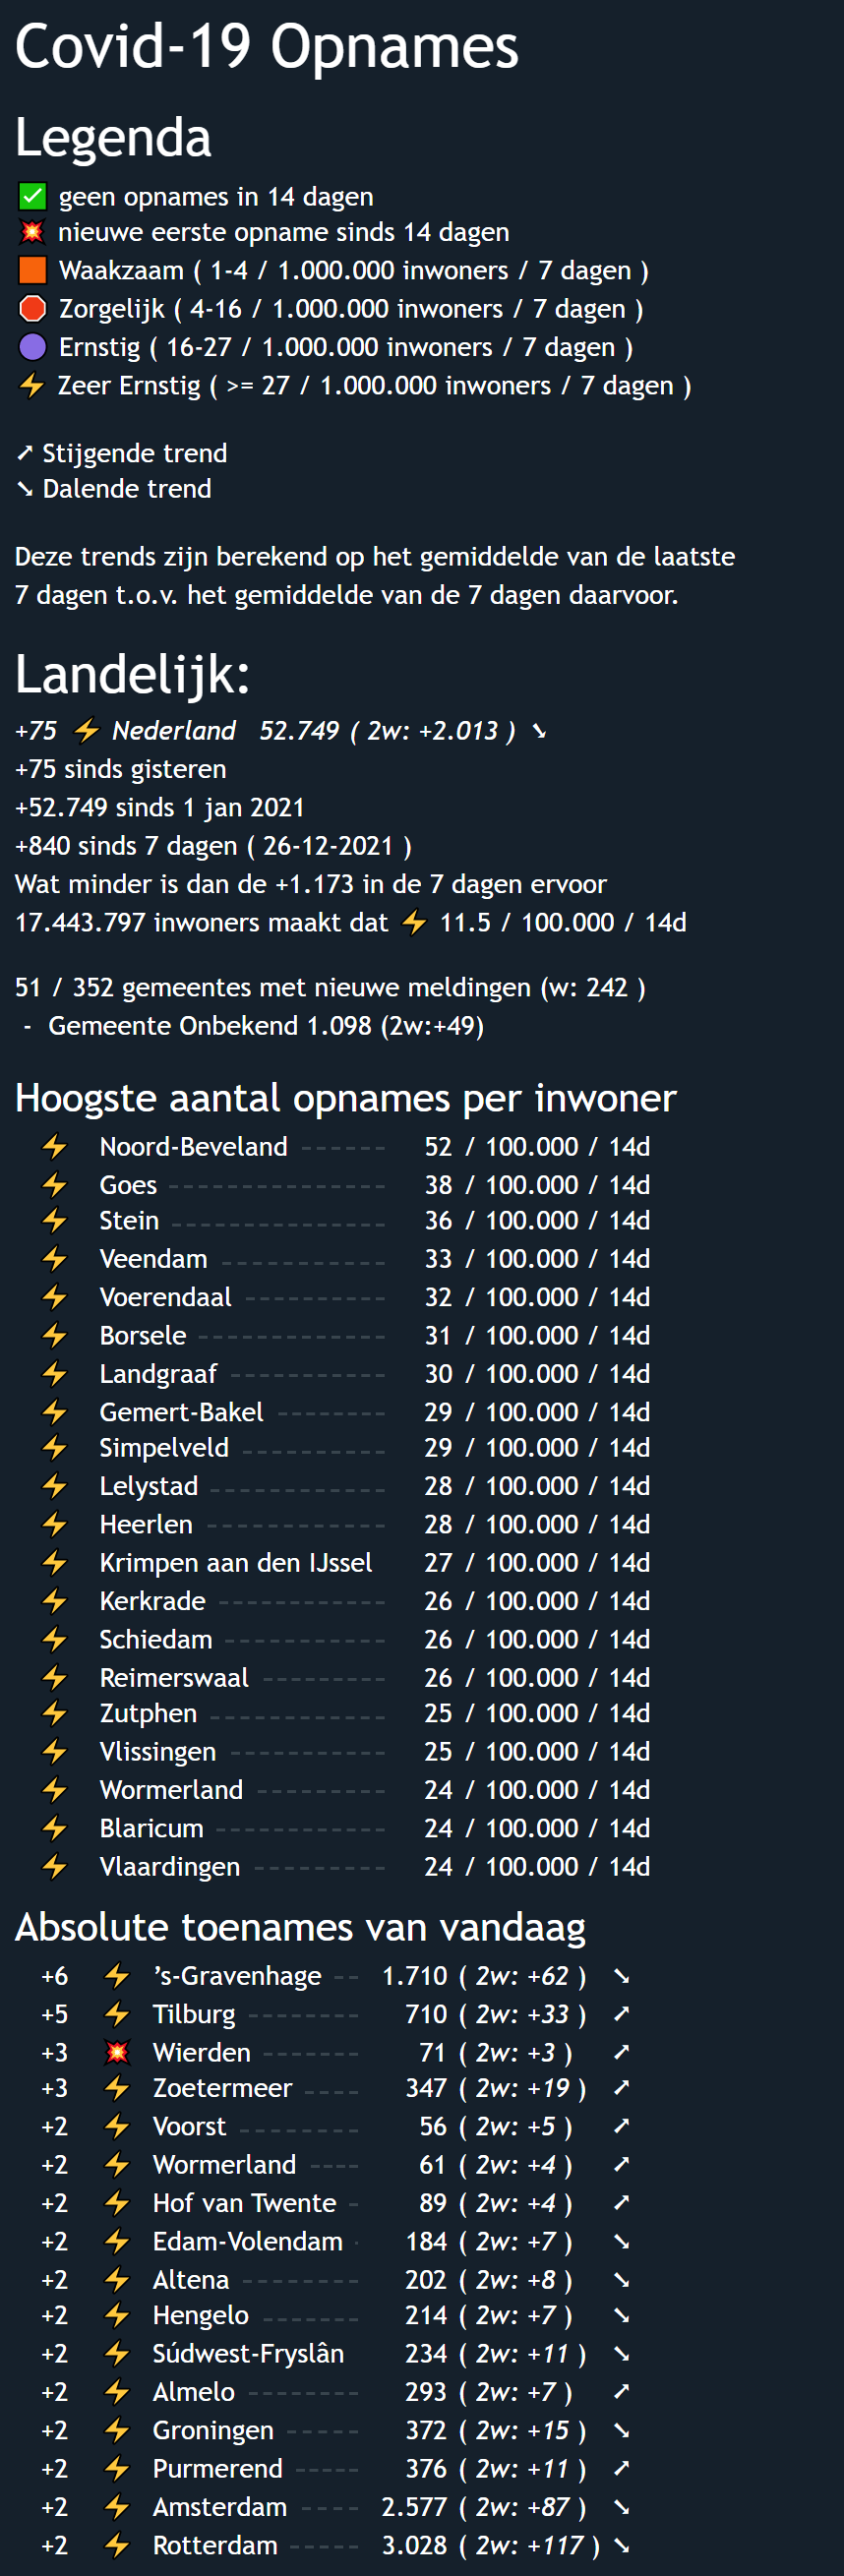 Covid-19 Opnames
Legenda
✅ geen opnames in 14 dagen
💥 nieuwe eerste opname sinds 14 dagen
🟧 Waakzaam ( 1-4 / 1.000.000 inwoners / 7 dagen )
🛑 Zorgelijk ( 4-16 / 1.000.000 inwoners / 7 dagen )
🟣 Ernstig ( 16-27 / 1.000.000 inwoners / 7 dagen )
⚡ Zeer Ernstig ( >= 27 / 1.000.000 inwoners / 7 dagen )
➚ Stijgende trend
➘ Dalende trend
Deze trends zijn berekend op het gemiddelde van de laatste
7 dagen t.o.v. het gemiddelde van de 7 dagen daarvoor.
Landelijk:
+75 ⚡ Nederland 52.749 ( 2w: +2.013 ) ➘
+75 sinds gisteren
+52.749 sinds 1 jan 2021
+840 sinds 7 dagen ( 26-12-2021 )
Wat minder is dan de +1.173 in de 7 dagen ervoor
17.443.797 inwoners maakt dat ⚡ 11.5 / 100.000 / 14d
51 / 352 gemeentes met nieuwe meldingen (w: 242 )
- Gemeente Onbekend 1.098 (2w:+49)
Hoogste aantal opnames per inwoner
⚡ Noord-Beveland ------ 52 / 100.000 / 14d
⚡ Goes -------------- 38 / 100.000 / 14d
⚡ Stein -------------- 36 / 100.000 / 14d
⚡ Veendam ----------- 33 / 100.000 / 14d
⚡ Voerendaal --------- 32 / 100.000 / 14d
⚡ Borsele ------------ 31 / 100.000 / 14d
⚡ Landgraaf ---------- 30 / 100.000 / 14d
⚡ Gemert-Bakel ------- 29 / 100.000 / 14d
⚡ Simpelveld --------- 29 / 100.000 / 14d
⚡ Lelystad ----------- 28 / 100.000 / 14d
⚡ Heerlen ------------ 28 / 100.000 / 14d
⚡ Krimpen aan den IJssel 27 / 100.000 / 14d
⚡ Kerkrade ----------- 26 / 100.000 / 14d
⚡ Schiedam ---------- 26 / 100.000 / 14d
⚡ Reimerswaal -------- 26 / 100.000 / 14d
⚡ Zutphen ----------- 25 / 100.000 / 14d
⚡ Vlissingen ---------- 25 / 100.000 / 14d
⚡ Wormerland -------- 24 / 100.000 / 14d
⚡ Blaricum ----------- 24 / 100.000 / 14d
⚡ Vlaardingen -------- 24 / 100.000 / 14d
Absolute toenames van vandaag
+6 ⚡ ’s-Gravenhage -- 1.710 ( 2w: +62 ) ➘
+5 ⚡ Tilburg ------- 710 ( 2w: +33 ) ➚
+3 💥 Wierden ------ 71 ( 2w: +3 ) ➚
+3 ⚡ Zoetermeer ---- 347 ( 2w: +19 ) ➚
+2 ⚡ Voorst -------- 56 ( 2w: +5 ) ➚
+2 ⚡ Wormerland ---- 61 ( 2w: +4 ) ➚
+2 ⚡ Hof van Twente - 89 ( 2w: +4 ) ➚
+2 ⚡ Edam-Volendam - 184 ( 2w: +7 ) ➘
+2 ⚡ Altena -------- 202 ( 2w: +8 ) ➘
+2 ⚡ Hengelo ------ 214 ( 2w: +7 ) ➘
+2 ⚡ Súdwest-Fryslân 234 ( 2w: +11 ) ➘
+2 ⚡ Almelo ------- 293 ( 2w: +7 ) ➚
+2 ⚡ Groningen ----- 372 ( 2w: +15 ) ➘
+2 ⚡ Purmerend ----- 376 ( 2w: +11 ) ➚
+2 ⚡ Amsterdam ---- 2.577 ( 2w: +87 ) ➘
+2 ⚡ Rotterdam ----- 3.028 ( 2w: +117 ) ➘